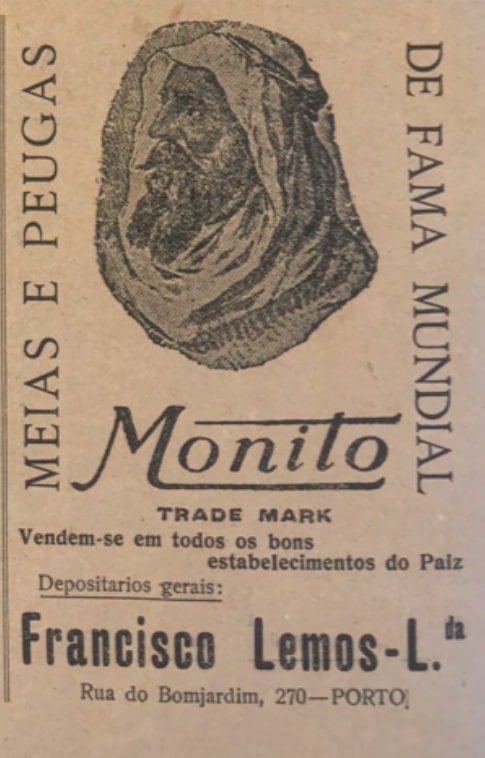 MEIAS E PEUGAS
DE FAMA MUNDIAL
Monito
TRADE MARK
Vendem-se em todos os bons
estabelecimentos do Paiz
Depositarios gerais:
Francisco Lemos-L.da
Rua do Bomjardim, 270—PORTO